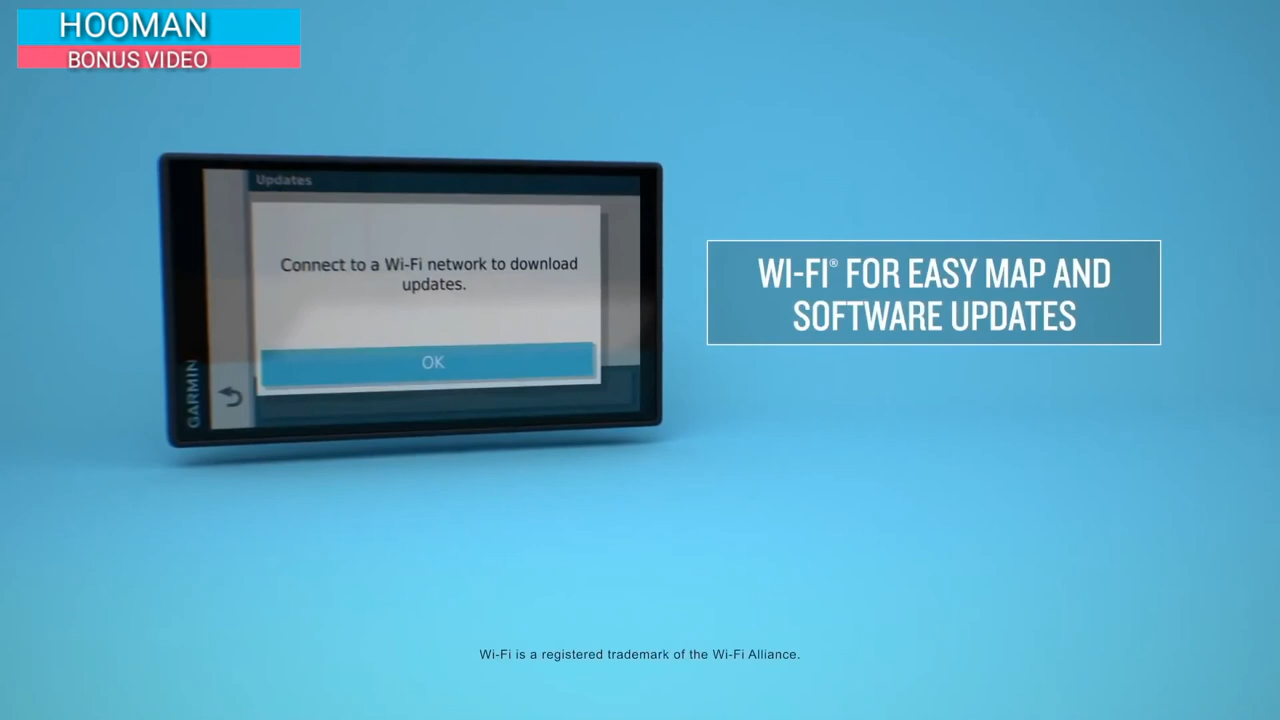 HOOMAN
BONUS VIDEO
Updates
Connect to a Wi-Fi network to download
updates.
OK
GARMIN
WI-FI® FOR EASY MAP AND
SOFTWARE UPDATES
Wi-Fi is a registered trademark of the Wi-Fi Alliance.